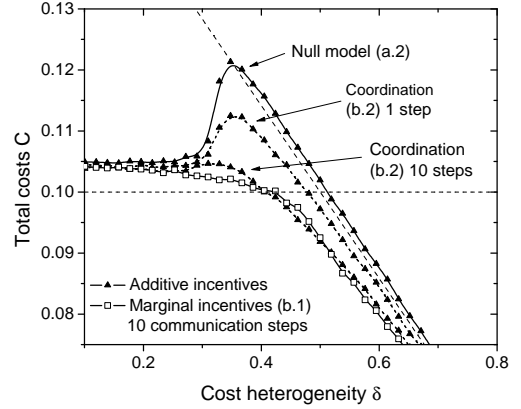 0.13
0.12
0.11
0.10
0.09
0.08
Total costs C
Null model (a.2)
Coordination
(b.2) 1 step
Coordination
(b.2) 10 steps
Additive incentives
Marginal incentives (b.1)
10 communication steps
0.2
0.4
0.6
0.8
Cost heterogeneity δ